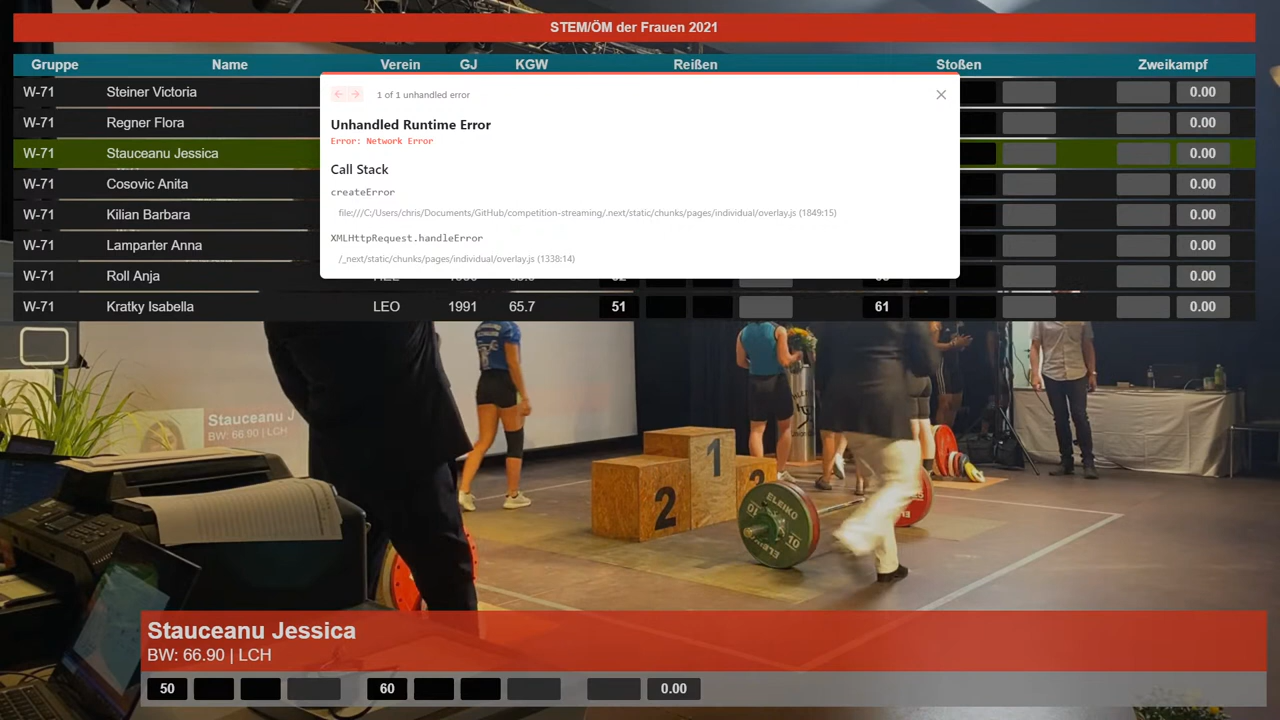 STEM/ÖM der Frauen 2021
Gruppe Name Verein GJ KGW Reißen Stoßen Zweikampf
W-71 Steiner Victoria 0.00
W-71 Regner Flora 0.00
W-71 Stauceanu Jessica 0.00
W-71 Cosovic Anita 0.00
W-71 Kilian Barbara 0.00
W-71 Lamparter Anna 0.00
W-71 Roll Anja 0.00
W-71 Kratky Isabella LEO 1991 65.7 51 61 0.00
1 of 1 unhandled error
Unhandled Runtime Error
Error: Network Error
Call Stack
createError
file:///C:/Users/chris/Documents/GitHub/competition-streaming/.next/static/chunks/pages/individual/overlay.js (1849:15)
XMLHttpRequest.handleError
/_next/static/chunks/pages/individual/overlay.js (1338:14)
Stauceanu J
BW: 66.90 | LCH
1
2
ELEIKO
10
10
ELEIKO
Stauceanu Jessica
BW: 66.90 | LCH
50 60 0.00